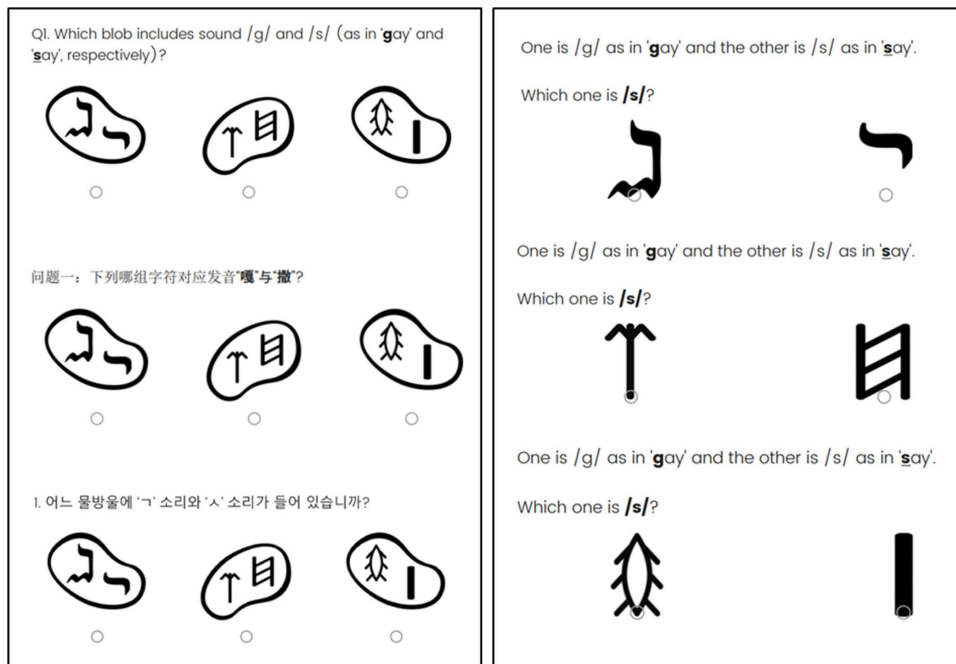 Q1. Which blob includes sound /g/ and /s/ (as in 'gay' and
'say', respectively)?
问题一：下列哪组字符对应发音"嘎"与"撒"?
1. 어느 물방울에 'ㄱ' 소리와 'ㅅ' 소리가 들어 있습니까?
One is /g/ as in 'gay' and the other is /s/ as in 'say'.
Which one is /s/?
One is /g/ as in 'gay' and the other is /s/ as in 'say'.
Which one is /s/?
One is /g/ as in 'gay' and the other is /s/ as in 'say'.
Which one is /s/?